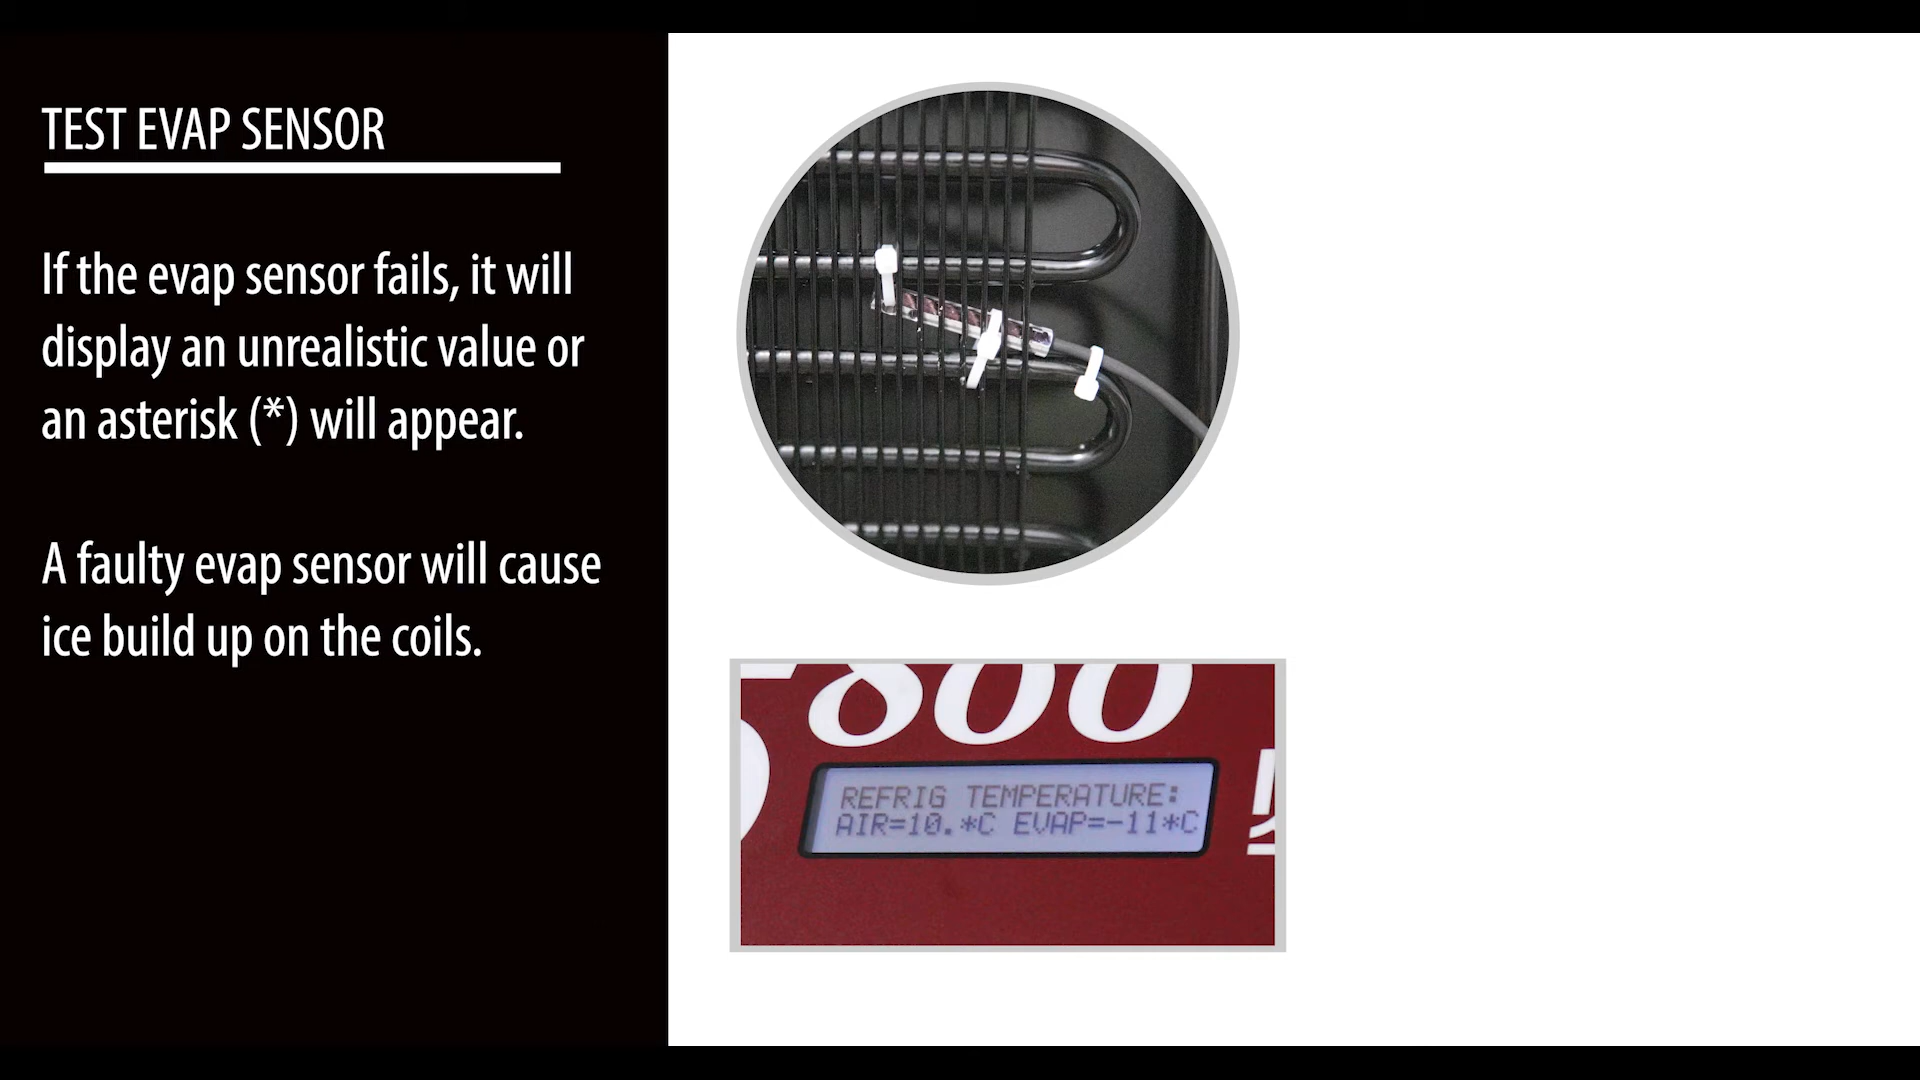 TEST EVAP SENSOR
If the evap sensor fails, it will
display an unrealistic value or
an asterisk (*) will appear.
A faulty evap sensor will cause
ice build up on the coils.
800
REFRIG TEMPERATURE:
AIR=10.*C EVAP=-11*C